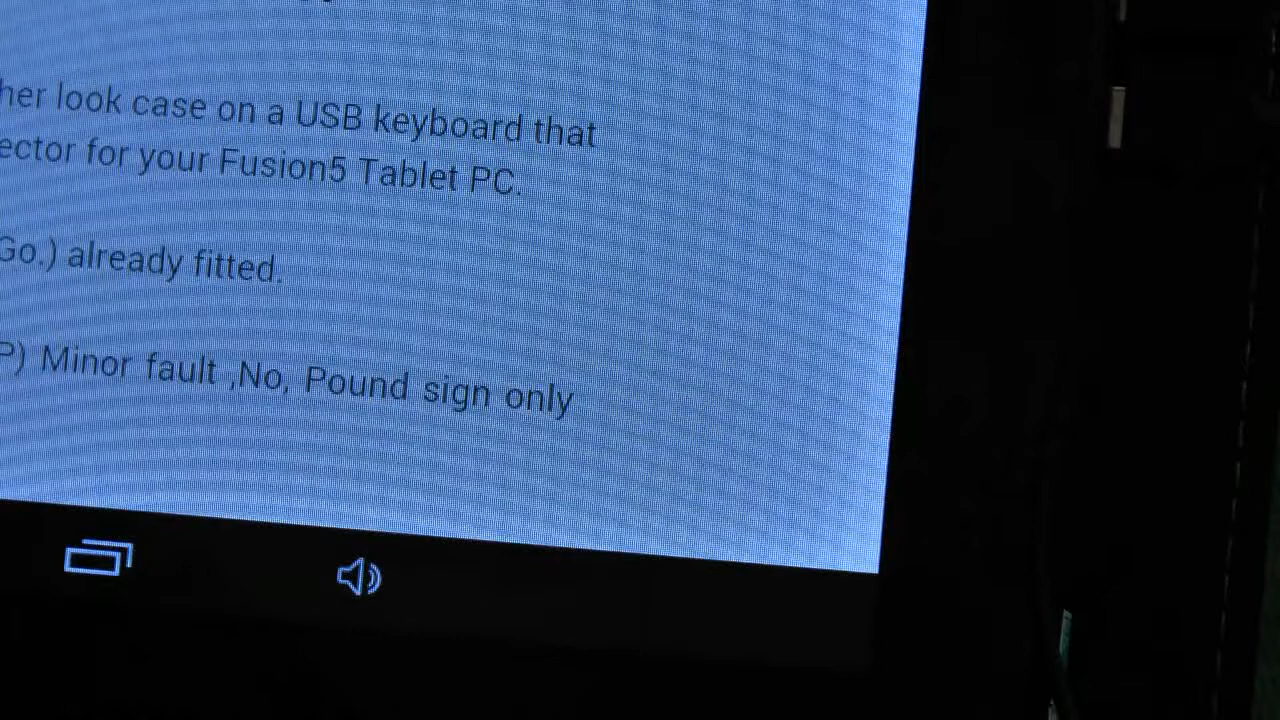 her look case on a USB keyboard that
ector for your Fusion5 Tablet PC.
Go.) already fitted.
P) Minor fault ,No, Pound sign only